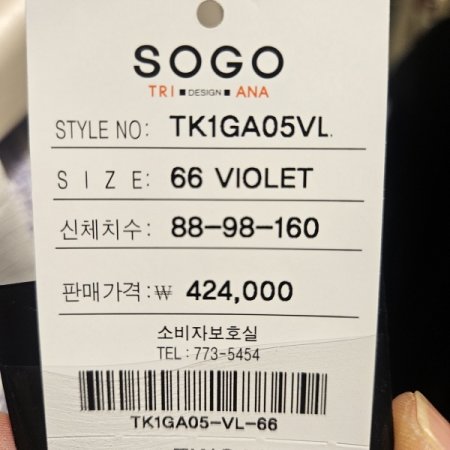 SOGO
TRI ■ DESIGN ■ ANA
STYLE NO: TK1GA05VL.
SIZE: 66 VIOLET
신체치수: 88-98-160
판매가격:₩ 424,000
소비자보호실
TEL: 773-5454
TK1GA05-VL-66